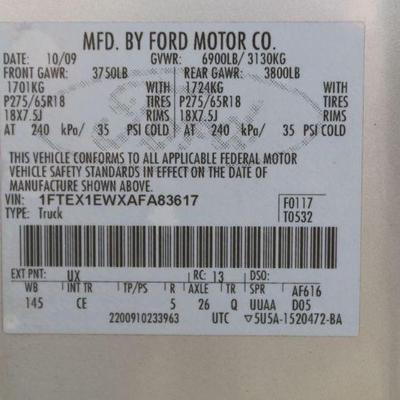 MFD. BY FORD MOTOR CO.
DATE: 10/09 GVWR: 6900LB/ 3130KG
FRONT GAWR: 3750LB REAR GAWR: 3800LB
1701KG WITH 1724KG WITH
P275/65R18 TIRES P275/65R18 TIRES
18X7.5J RIMS 18X7.5J RIMS
AT 240 kPa/ 35 PSI COLD AT 240 kPa/ 35 PSI COLD
THIS VEHICLE CONFORMS TO ALL APPLICABLE FEDERAL MOTOR
VEHICLE SAFETY STANDARDS IN EFFECT ON THE DATE OF
MANUFACTURE SHOWN ABOVE.
VIN: 1FTEX1EWXAFA83617 F0117
TYPE: Truck T0532
EXT PNT: UX RC: 13 DSO:
WB INT TR TP/PS R AXLE TR SPR AF616
145 CE 5 26 Q UUAA D05
2200910233963 UTC ▽5U5A-1520472-BA